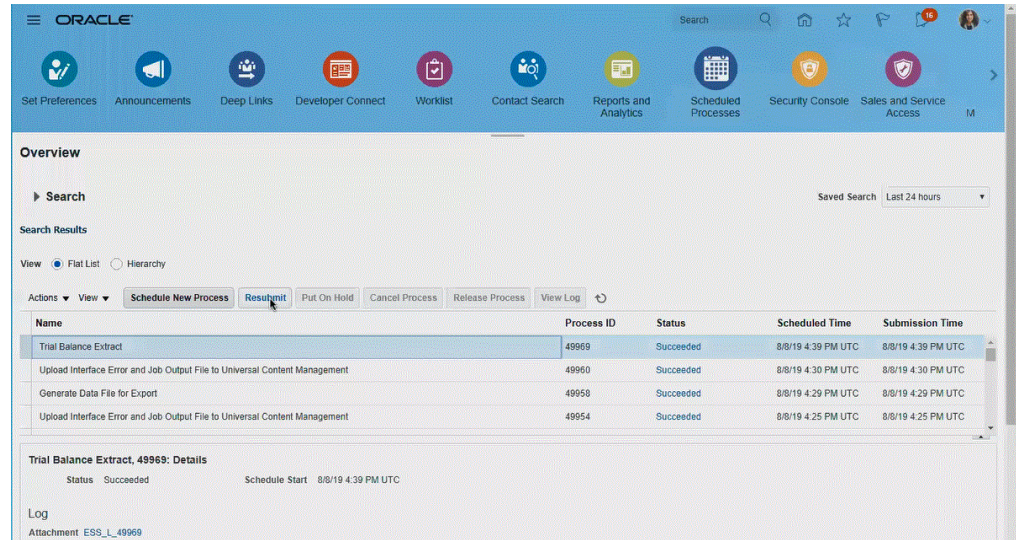 ORACLE
Search
16
Set Preferences
Announcements
Deep Links
Developer Connect
Worklist
Contact Search
Reports and Analytics
Scheduled Processes
Security Console
Sales and Service Access
M
Overview
Search
Saved Search Last 24 hours
Search Results
View Flat List Hierarchy
Actions View Schedule New Process Resubmit Put On Hold Cancel Process Release Process View Log
Name Process ID Status Scheduled Time Submission Time
Trial Balance Extract 49969 Succeeded 8/8/19 4:39 PM UTC 8/8/19 4:39 PM UTC
Upload Interface Error and Job Output File to Universal Content Management 49960 Succeeded 8/8/19 4:30 PM UTC 8/8/19 4:30 PM UTC
Generate Data File for Export 49958 Succeeded 8/8/19 4:29 PM UTC 8/8/19 4:29 PM UTC
Upload Interface Error and Job Output File to Universal Content Management 49954 Succeeded 8/8/19 4:25 PM UTC 8/8/19 4:25 PM UTC
Trial Balance Extract, 49969: Details
Status Succeeded Schedule Start 8/8/19 4:39 PM UTC
Log
Attachment ESS_L_49969